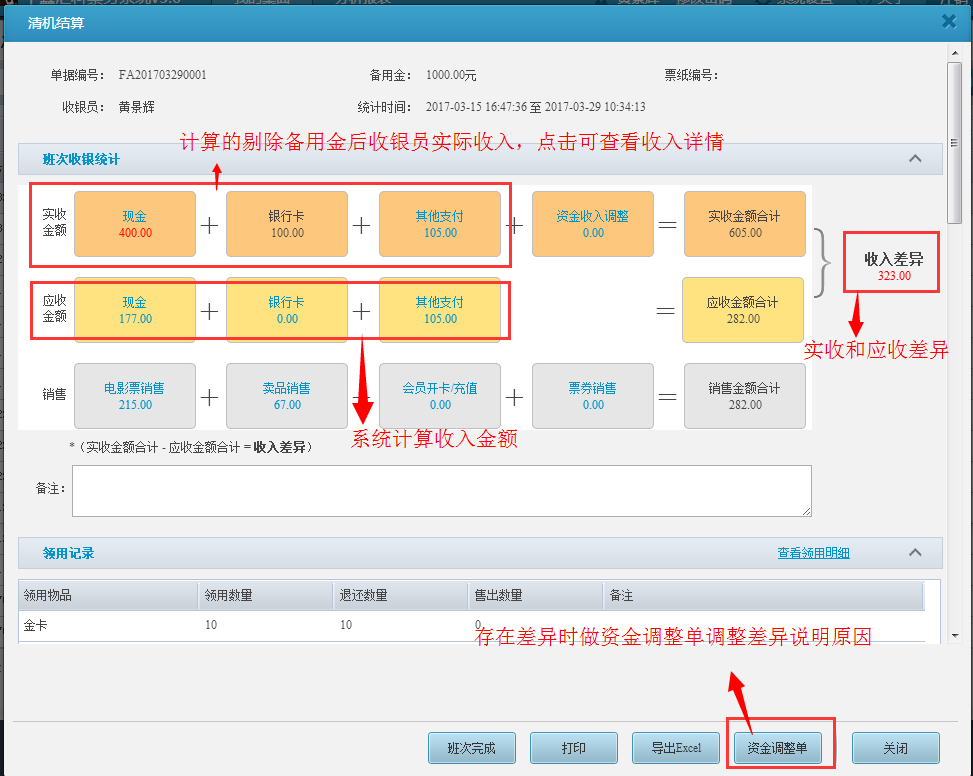 清机结算
单据编号： FA201703290001 备用金： 1000.00元 票纸编号：
收银员： 黄景辉 统计时间： 2017-03-15 16:47:36 至 2017-03-29 10:34:13
计算的剔除备用金后收银员实际收入，点击可查看收入详情
班次收银统计
实收金额 现金 400.00 + 银行卡 100.00 + 其他支付 105.00 + 资金收入调整 0.00 = 实收金额合计 605.00
收入差异 323.00
应收金额 现金 177.00 + 银行卡 0.00 + 其他支付 105.00 = 应收金额合计 282.00
实收和应收差异
销售 电影票销售 215.00 + 卖品销售 67.00 + 会员开卡/充值 0.00 + 票券销售 0.00 = 销售金额合计 282.00
系统计算收入金额
*（实收金额合计 - 应收金额合计 = 收入差异）
备注：
领用记录 查看领用明细
领用物品 领用数量 退还数量 售出数量 备注
金卡 10 10 0
存在差异时做资金调整单调整差异说明原因
班次完成 打印 导出Excel 资金调整单 关闭